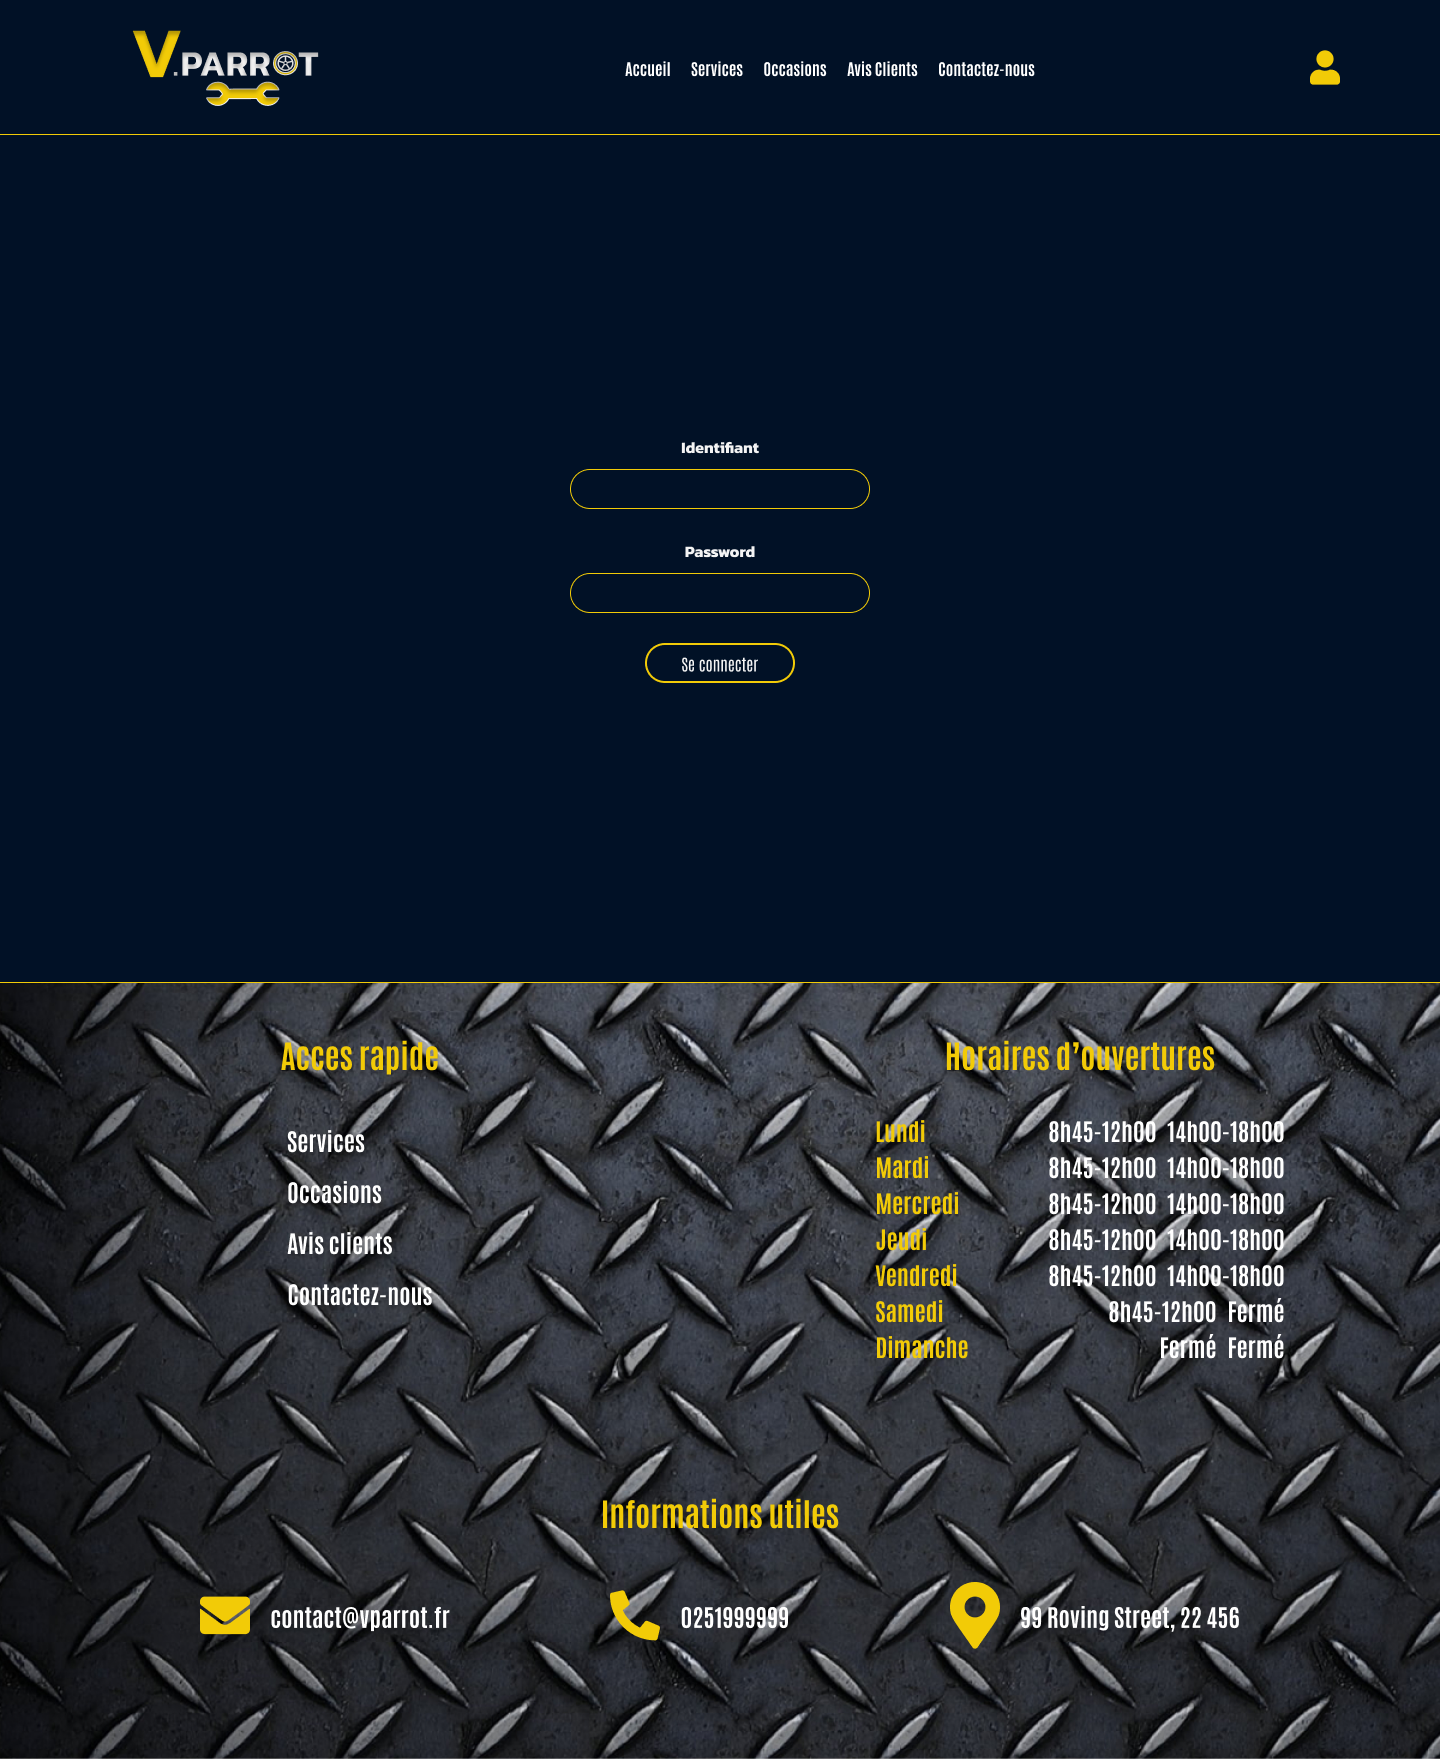 V.PARROT
Accueil Services Occasions Avis Clients Contactez-nous
Identifiant
Password
Se connecter
Acces rapide
Services
Occasions
Avis clients
Contactez-nous
Horaires d’ouvertures
Lundi 8h45-12h00 14h00-18h00
Mardi 8h45-12h00 14h00-18h00
Mercredi 8h45-12h00 14h00-18h00
Jeudi 8h45-12h00 14h00-18h00
Vendredi 8h45-12h00 14h00-18h00
Samedi 8h45-12h00 Fermé
Dimanche Fermé Fermé
Informations utiles
contact@vparrot.fr
0251999999
99 Roving Street, 22 456